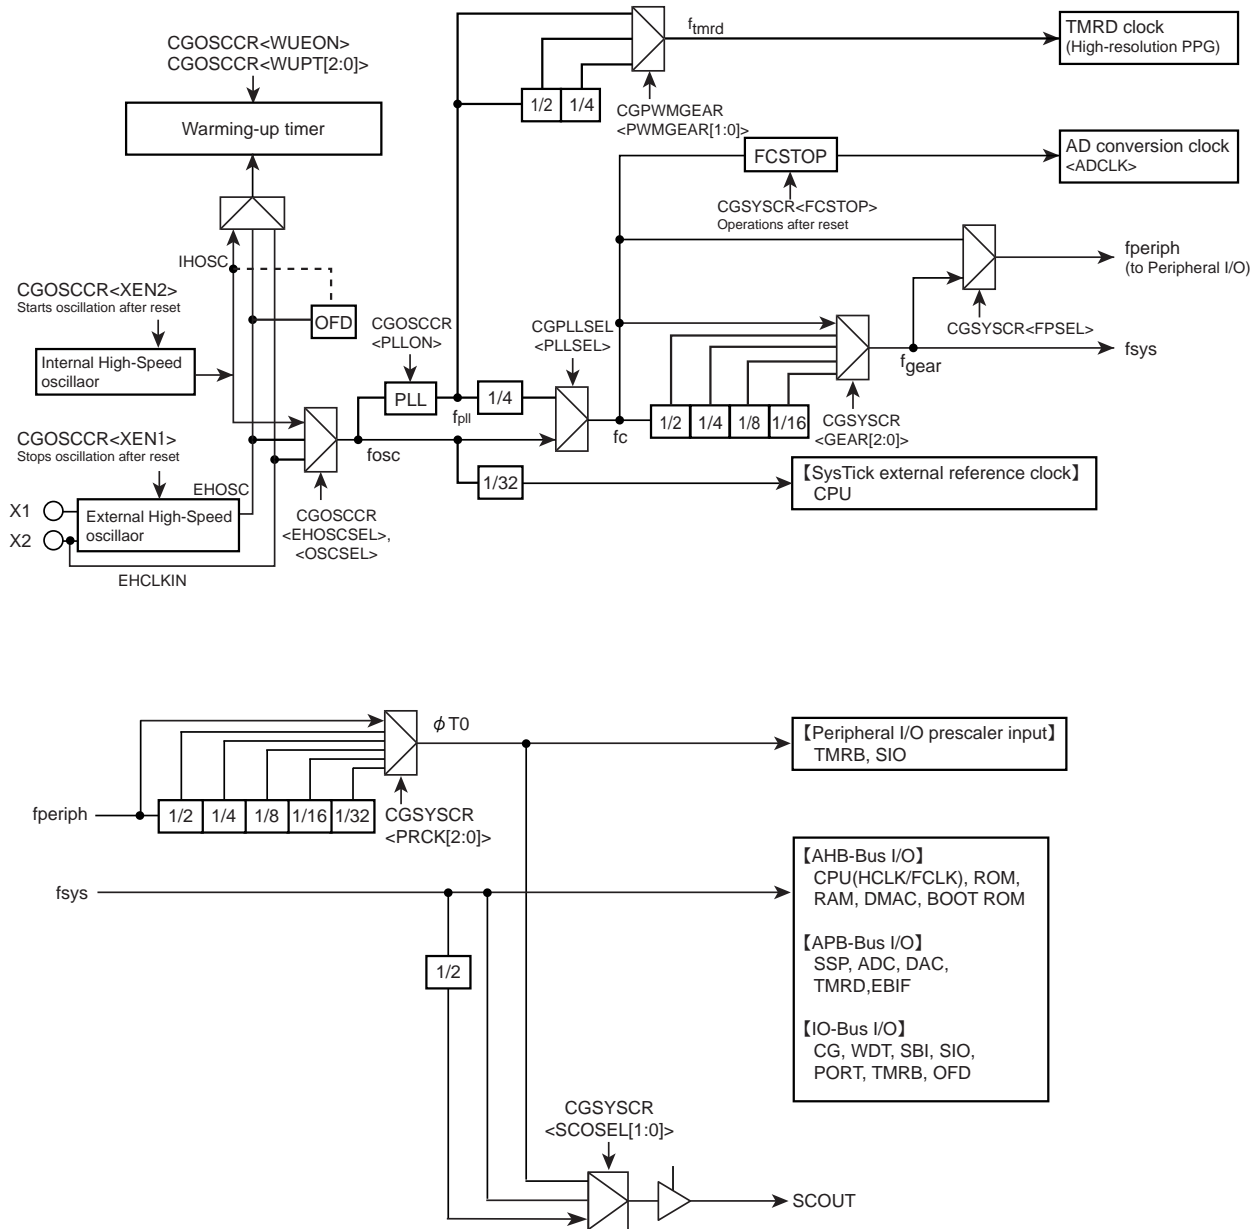 CGOSCCR<WUEON>
CGOSCCR<WUPT[2:0]>
Warming-up timer
IHOSC
CGOSCCR<XEN2>
Starts oscillation after reset
OFD
Internal High-Speed
oscillaor
CGOSCCR<XEN1>
Stops oscillation after reset
EHOSC
X1
X2
External High-Speed
oscillaor
EHCLKIN
CGOSCCR
<EHOSCSEL>,
<OSCSEL>
fosc
CGOSCCR
<PLLON>
PLL
fpll
1/4
CGPLLSEL
<PLLSEL>
fc
1/32
【SysTick external reference clock】
CPU
1/2
1/4
CGPWMGEAR
<PWMGEAR[1:0]>
ftmrd
TMRD clock
(High-resolution PPG)
FCSTOP
CGSYSCR<FCSTOP>
Operations after reset
AD conversion clock
<ADCLK>
fperiph
(to Peripheral I/O)
CGSYSCR<FPSEL>
fgear
fsys
1/2
1/4
1/8
1/16
CGSYSCR
<GEAR[2:0]>
ϕT0
fperiph
1/2
1/4
1/8
1/16
1/32
CGSYSCR
<PRCK[2:0]>
【Peripheral I/O prescaler input】
TMRB, SIO
fsys
1/2
【AHB-Bus I/O】
CPU(HCLK/FCLK), ROM,
RAM, DMAC, BOOT ROM
【APB-Bus I/O】
SSP, ADC, DAC,
TMRD,EBIF
【IO-Bus I/O】
CG, WDT, SBI, SIO,
PORT, TMRB, OFD
CGSYSCR
<SCOSEL[1:0]>
SCOUT